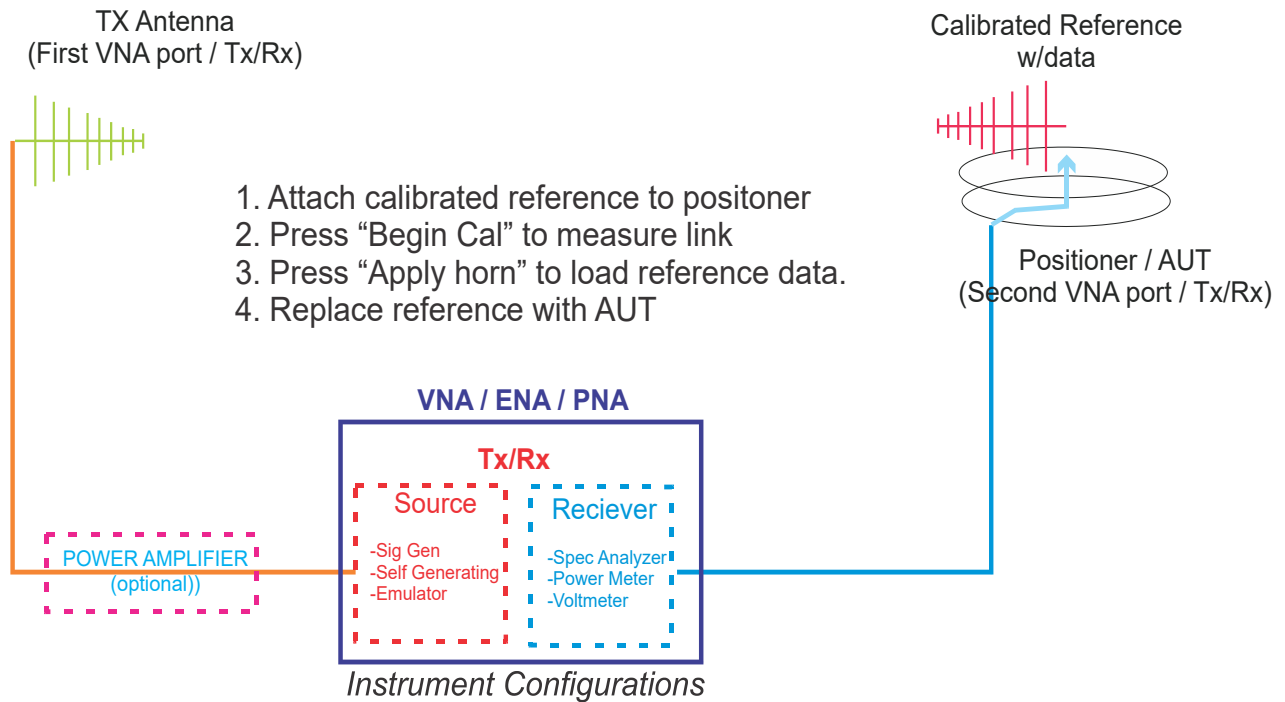 TX Antenna
(First VNA port / Tx/Rx)
Calibrated Reference
w/data
1. Attach calibrated reference to positoner
2. Press “Begin Cal” to measure link
3. Press “Apply horn” to load reference data.
4. Replace reference with AUT
Positioner / AUT
(Second VNA port / Tx/Rx)
VNA / ENA / PNA
Tx/Rx
Source
-Sig Gen
-Self Generating
-Emulator
Reciever
-Spec Analyzer
-Power Meter
-Voltmeter
POWER AMPLIFIER
(optional))
Instrument Configurations